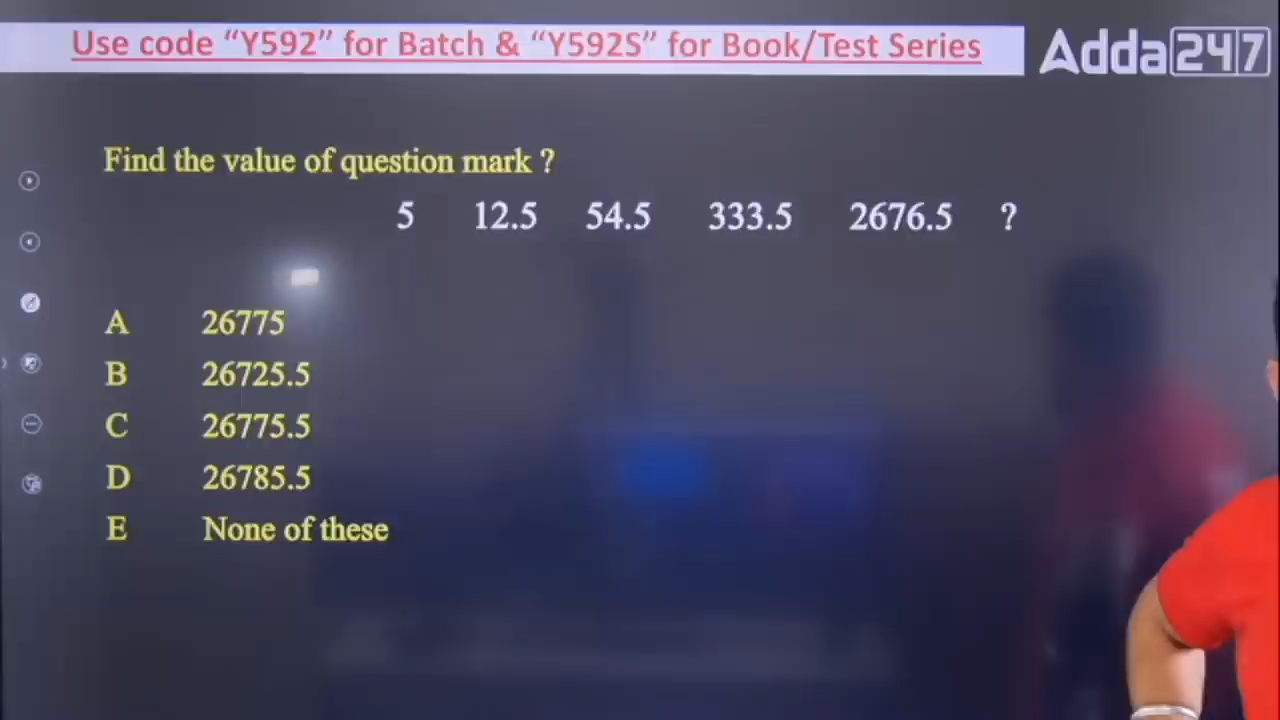 Use code “Y592” for Batch & “Y592S” for Book/Test Series
Adda247
Find the value of question mark ?
5 12.5 54.5 333.5 2676.5 ?
A 26775
B 26725.5
C 26775.5
D 26785.5
E None of these